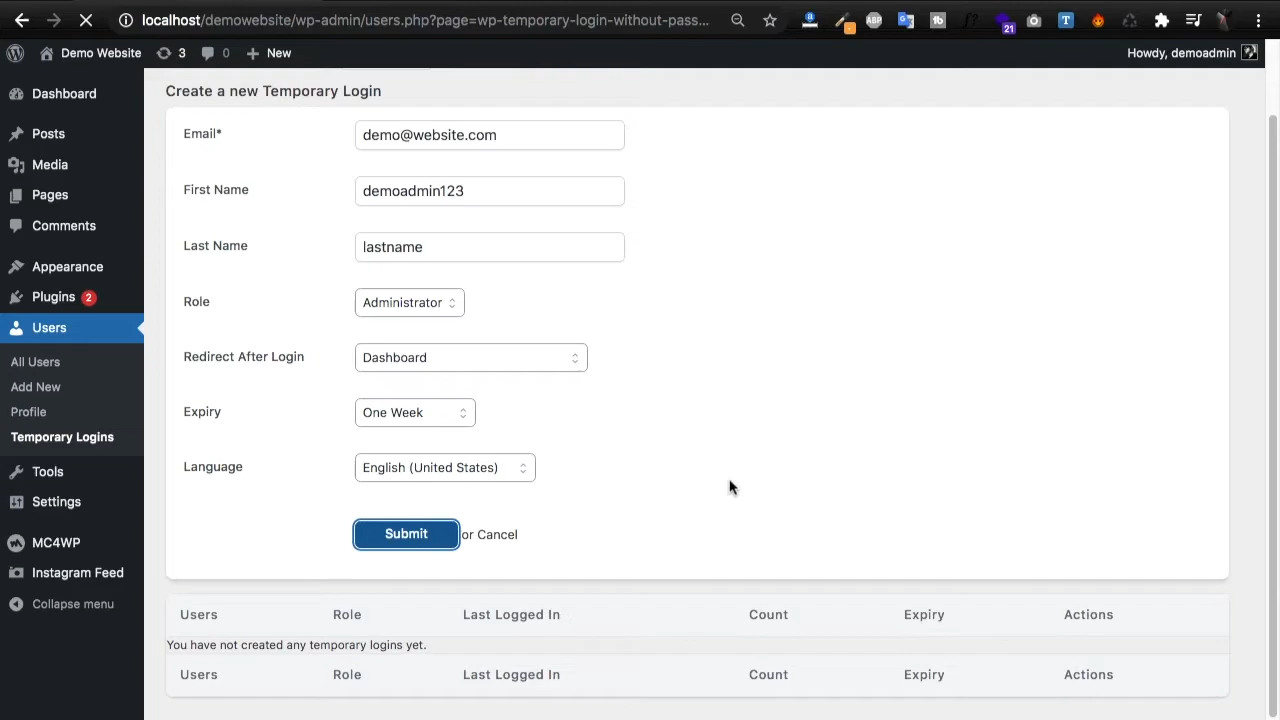 localhost/demowebsite/wp-admin/users.php?page=wp-temporary-login-without-pass...
ABP
21
T
Demo Website 3 0 New
Howdy, demoadmin
Dashboard
Posts
Media
Pages
Comments
Appearance
Plugins 2
Users
All Users
Add New
Profile
Temporary Logins
Tools
Settings
MC4WP
Instagram Feed
Collapse menu
Create a new Temporary Login
Email* demo@website.com
First Name demoadmin123
Last Name lastname
Role Administrator
Redirect After Login Dashboard
Expiry One Week
Language English (United States)
Submit or Cancel
Users Role Last Logged In Count Expiry Actions
You have not created any temporary logins yet.
Users Role Last Logged In Count Expiry Actions